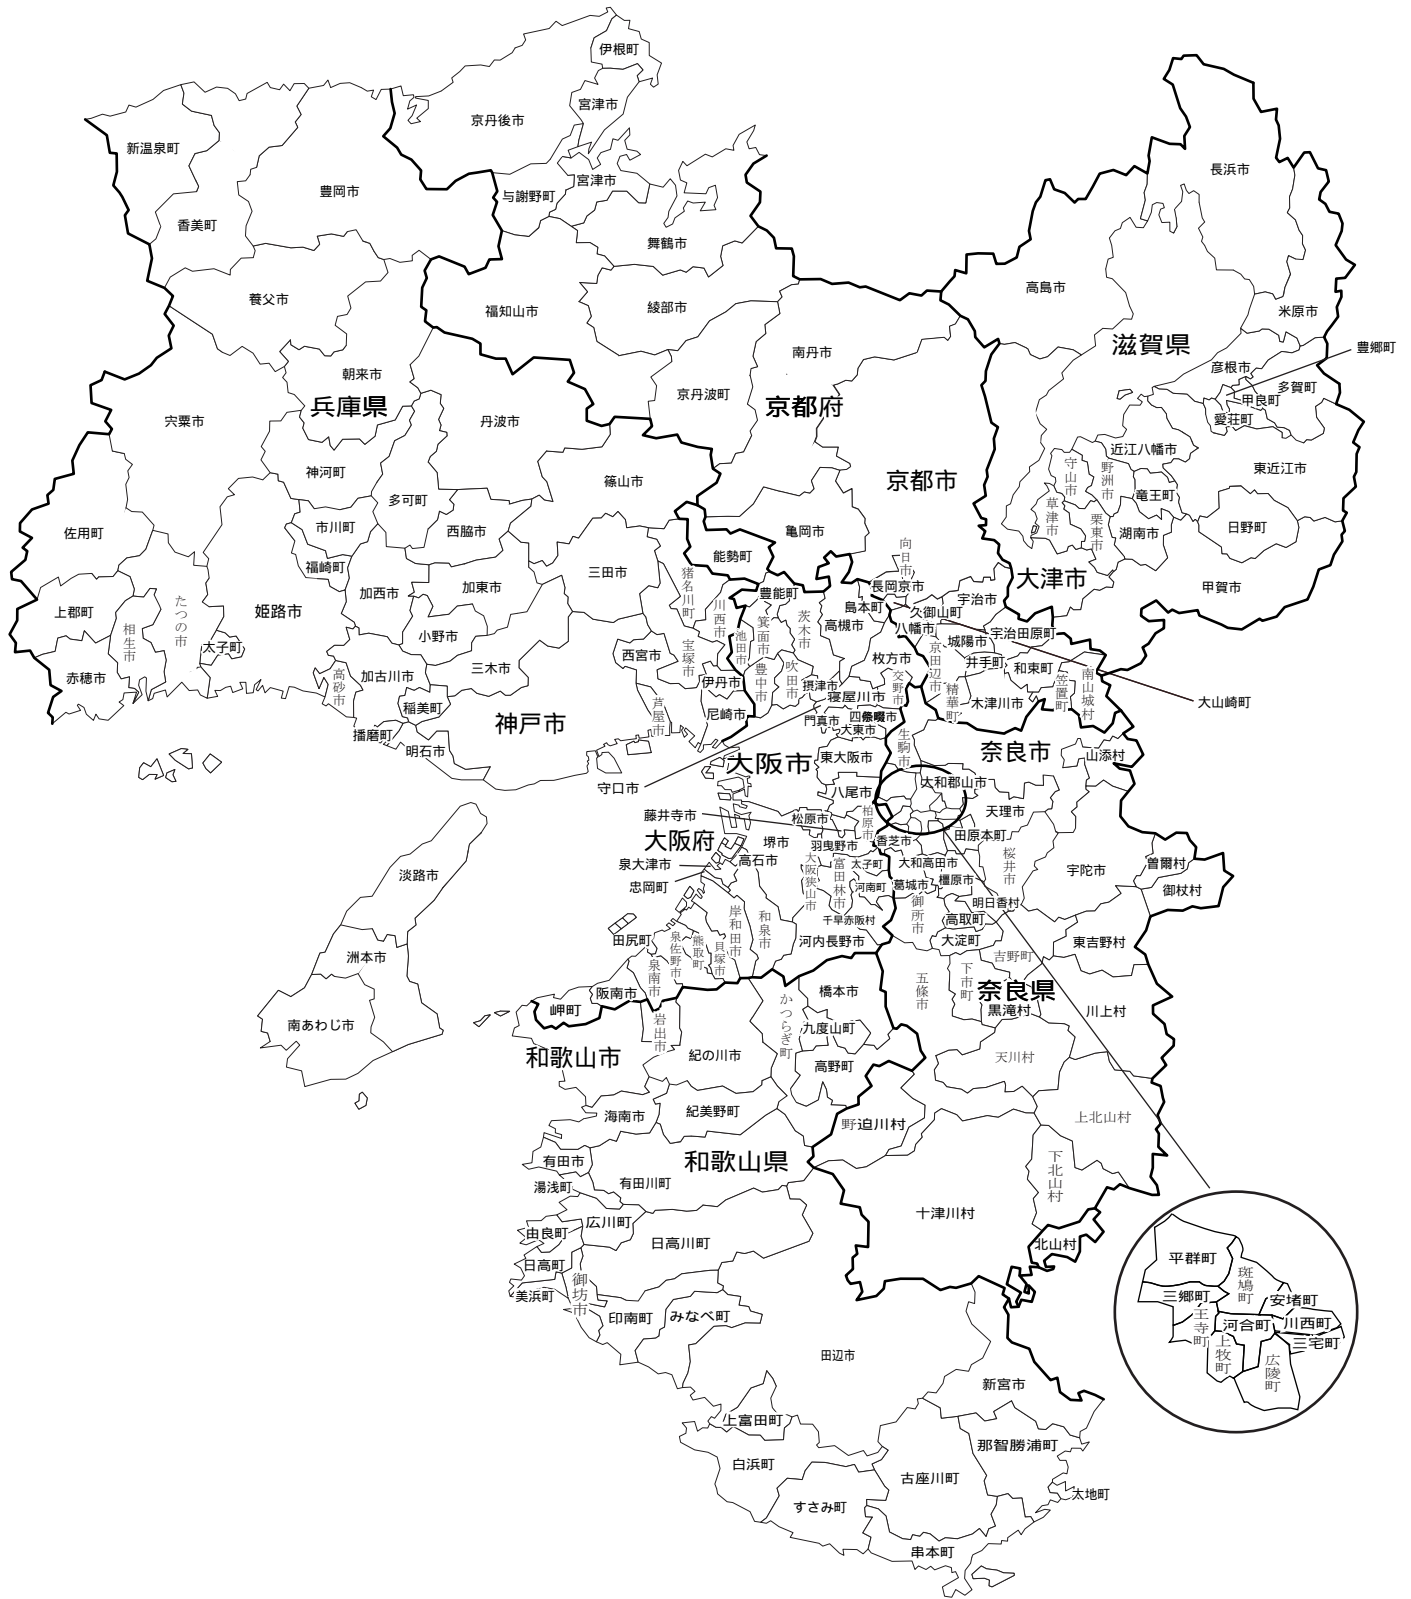 伊根町
宮津市
京丹後市
新温泉町
長浜市
宮津市
豊岡市
与謝野町
香美町
舞鶴市
高島市
養父市
綾部市
福知山市
米原市
滋賀県
豊郷町
南丹市
彦根市
朝来市
多賀町
京丹波町
甲良町
兵庫県
京都府
愛荘町
宍粟市
丹波市
近江八幡市
東近江市
神河町
守山市
野洲市
篠山市
京都市
竜王町
多可町
草津市
市川町
西脇市
亀岡市
栗東市
日野町
佐用町
湖南市
能勢町
向日市
福崎町
三田市
大津市
猪名川町
加東市
長岡京市
甲賀市
加西市
豊能町
宇治市
たつの市
姫路市
島本町
上郡町
久御山町
川西市
茨木市
高槻市
八幡市
宇治田原町
小野市
箕面市
城陽市
相生市
池田市
太子町
西宮市
宝塚市
枚方市
京田辺市
井手町
和束町
三木市
加古川市
赤穂市
高砂市
豊中市
吹田市
伊丹市
摂津市
交野市
南山城村
笠置町
寝屋川市
精華町
木津川市
大山崎町
稲美町
芦屋市
尼崎市
門真市
四條畷市
神戸市
大東市
播磨町
生駒市
明石市
奈良市
山添村
東大阪市
大阪市
大和郡山市
守口市
八尾市
天理市
藤井寺市
松原市
柏原市
田原本町
大阪府
堺市
羽曳野市
香芝市
高石市
泉大津市
太子町
大和高田市
桜井市
曽爾村
宇陀市
淡路市
大阪狭山市
富田林市
橿原市
忠岡町
河南町
葛城市
御杖村
明日香村
御所市
千早赤阪村
高取町
岸和田市
和泉市
田尻町
河内長野市
大淀町
東吉野村
泉佐野市
熊取町
貝塚市
洲本市
吉野町
泉南市
五條市
下市町
阪南市
橋本市
奈良県
かつらぎ町
岬町
黒滝村
川上村
南あわじ市
岩出市
九度山町
和歌山市
紀の川市
天川村
高野町
海南市
紀美野町
野迫川村
上北山村
有田市
和歌山県
下北山村
有田川町
湯浅町
十津川村
広川町
由良町
日高川町
北山村
日高町
平群町
御坊市
斑鳩町
美浜町
三郷町
安堵町
印南町
みなべ町
王寺町
河合町
川西町
三宅町
田辺市
上牧町
広陵町
新宮市
上富田町
那智勝浦町
白浜町
古座川町
太地町
すさみ町
串本町